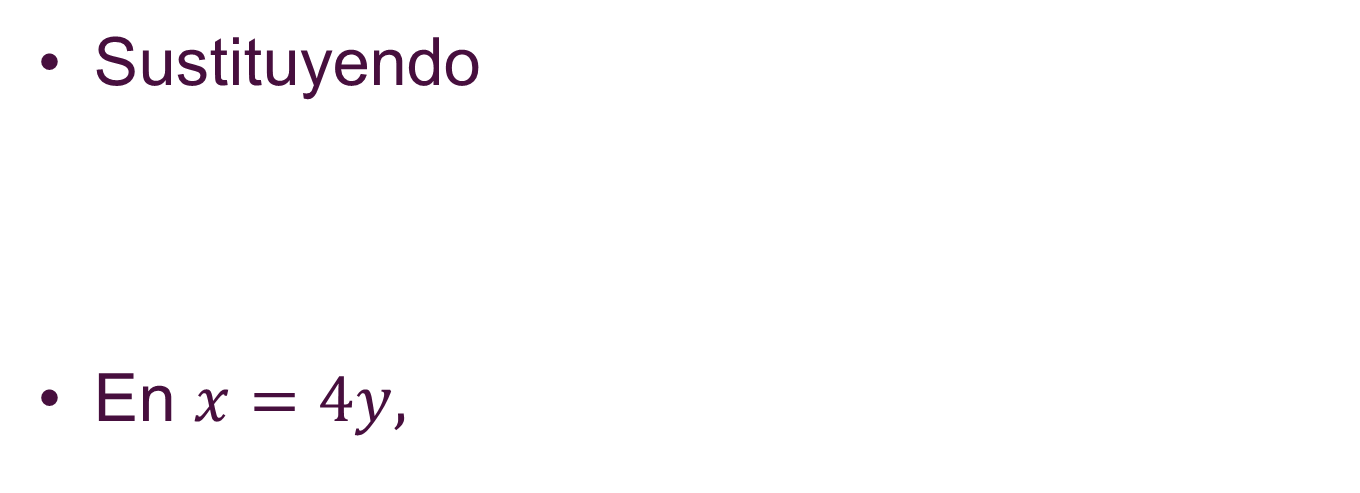 • Sustituyendo
• En x = 4y,